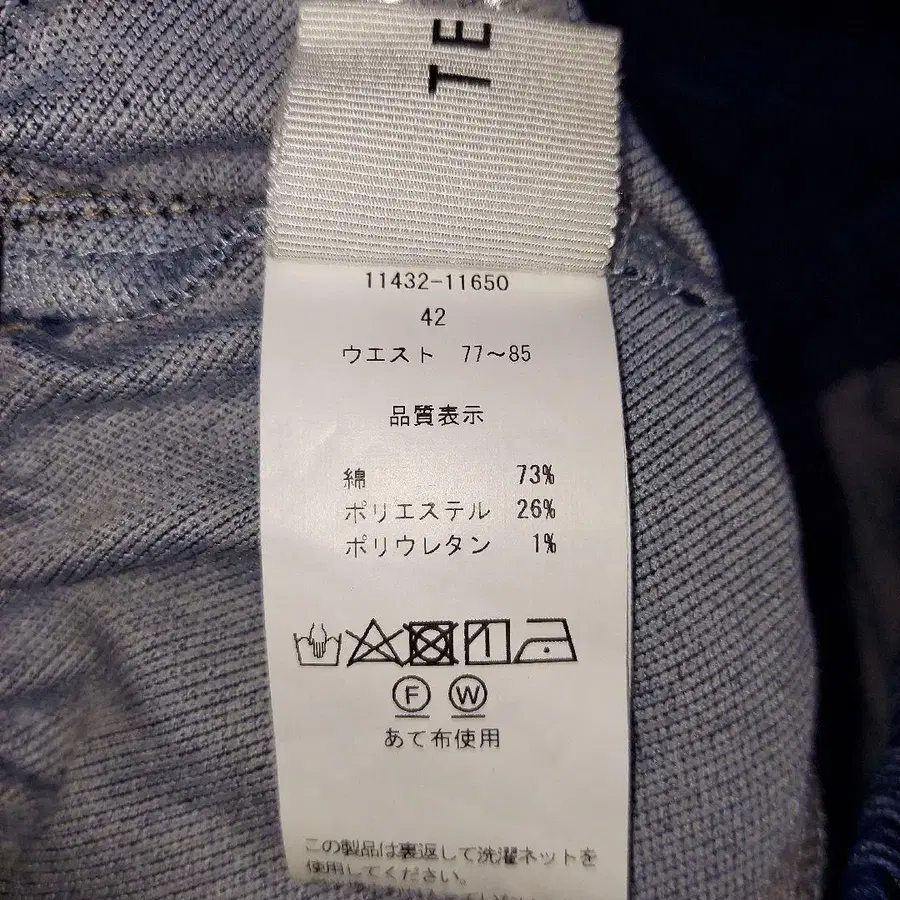 TE
11432-11650
42
ウエスト 77～85
品質表示
綿 73%
ポリエステル 26%
ポリウレタン 1%
F W
あて布使用
この製品は裏返して洗濯ネットを
使用してください。